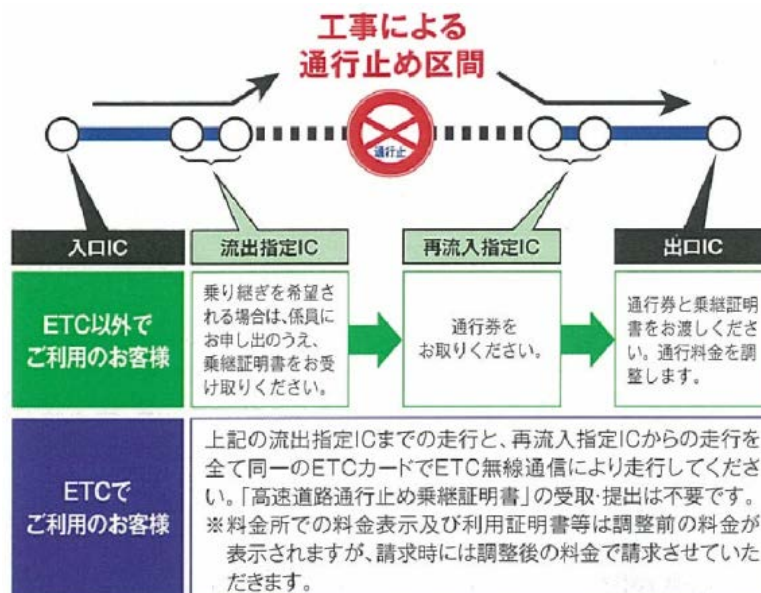 工事による
通行止め区間
通行止
入口IC
流出指定IC
再流入指定IC
出口IC
ETC以外で
ご利用のお客様
乗り継ぎを希望さ
れる場合は、係員に
お申し出のうえ、
乗継証明書をお受
け取りください。
通行券を
お取りください。
通行券と乗継証明
書をお渡しくださ
い。通行料金を調
整します。
ETCで
ご利用のお客様
上記の流出指定ICまでの走行と、再流入指定ICからの走行を
全て同一のETCカードでETC無線通信により走行してくださ
い。「高速道路通行止め乗継証明書」の受取・提出は不要です。
※料金所での料金表示及び利用証明書等は調整前の料金が
表示されますが、請求時には調整後の料金で請求させていた
だきます。